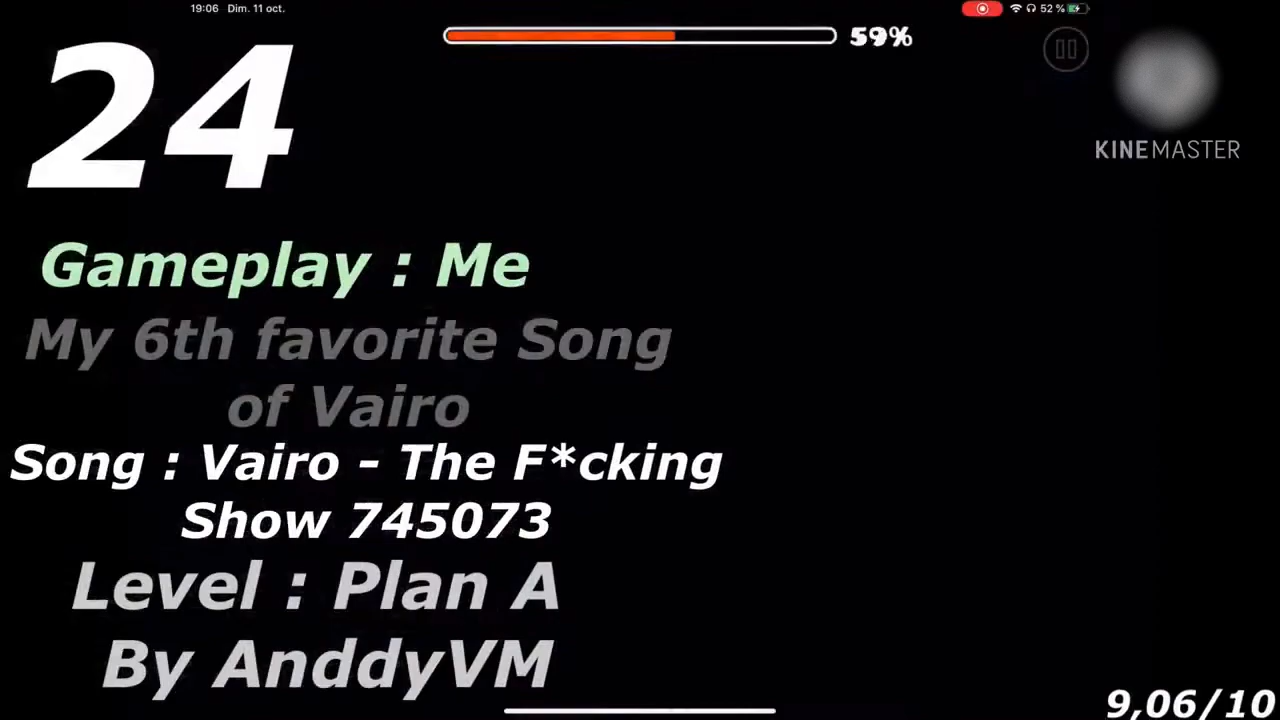 19:06 Dim. 11 oct.
52 %
59%
24
KINEMASTER
Gameplay : Me
My 6th favorite Song
of Vairo
Song : Vairo - The F*cking
Show 745073
Level : Plan A
By AnddyVM
9,06/10